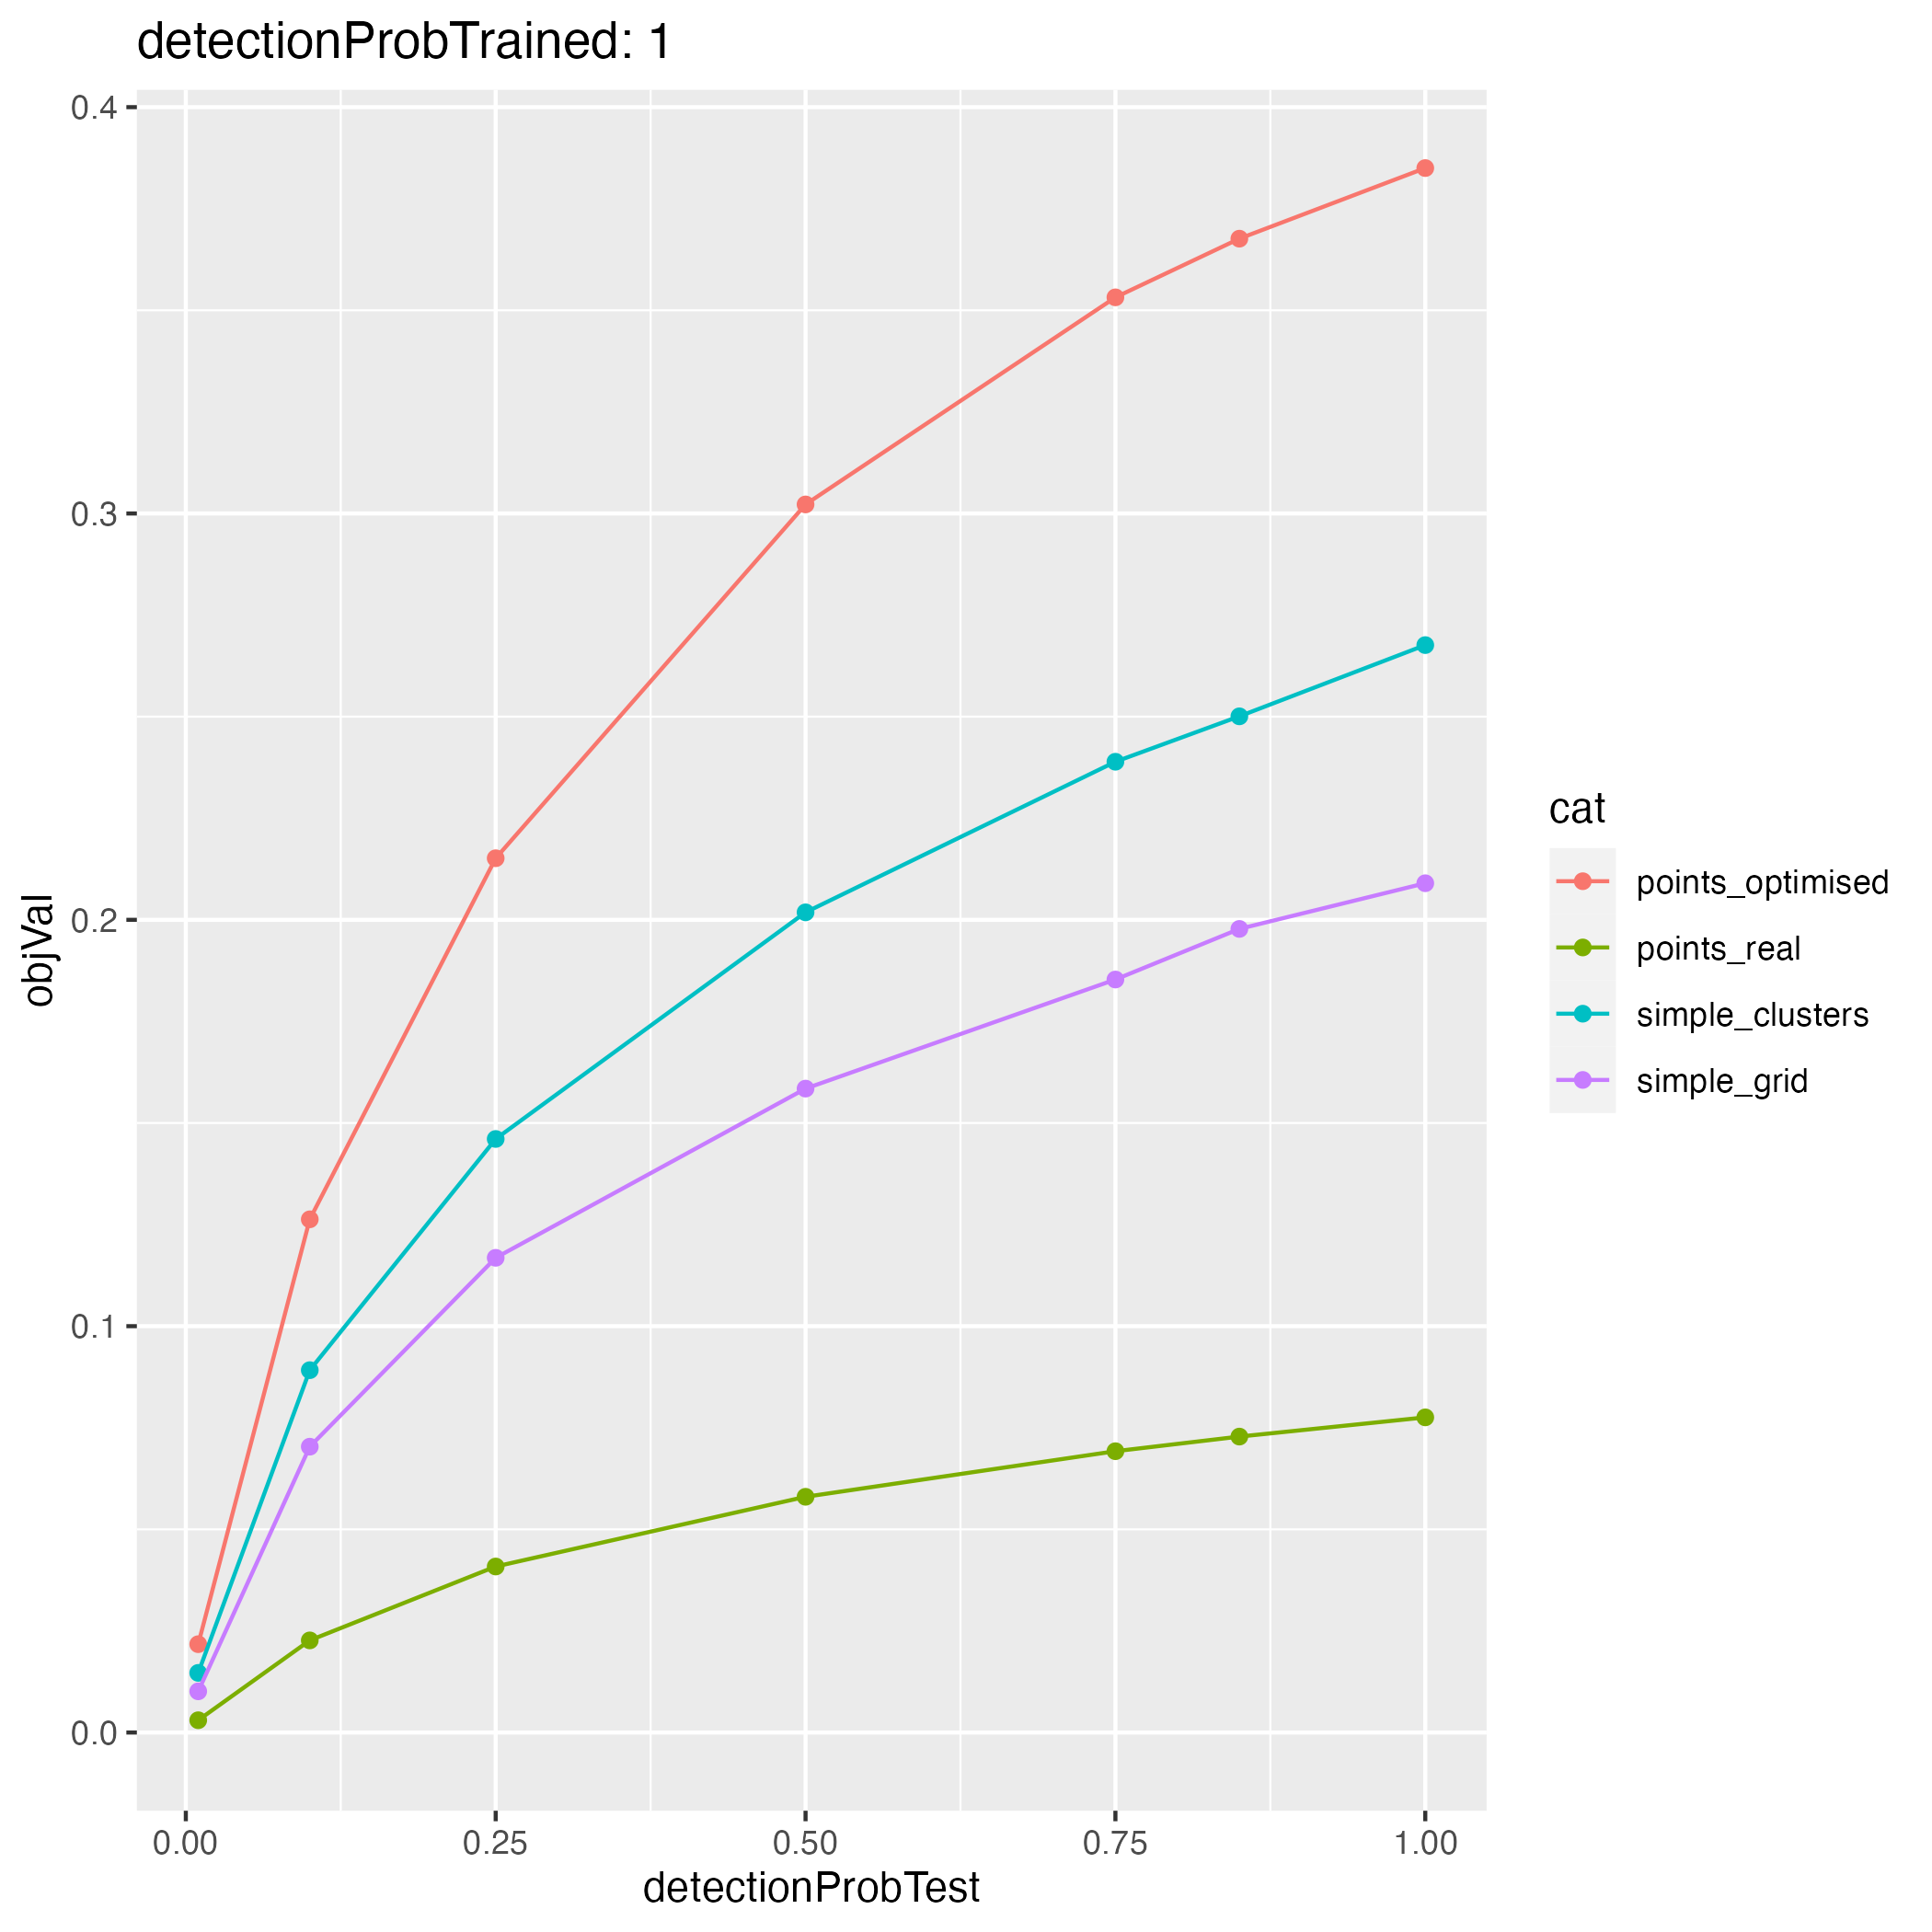 detectionProbTrained: 1
0.4
0.3
0.2
0.1
0.0
objVal
0.00 0.25 0.50 0.75 1.00
detectionProbTest
cat
points_optimised
points_real
simple_clusters
simple_grid